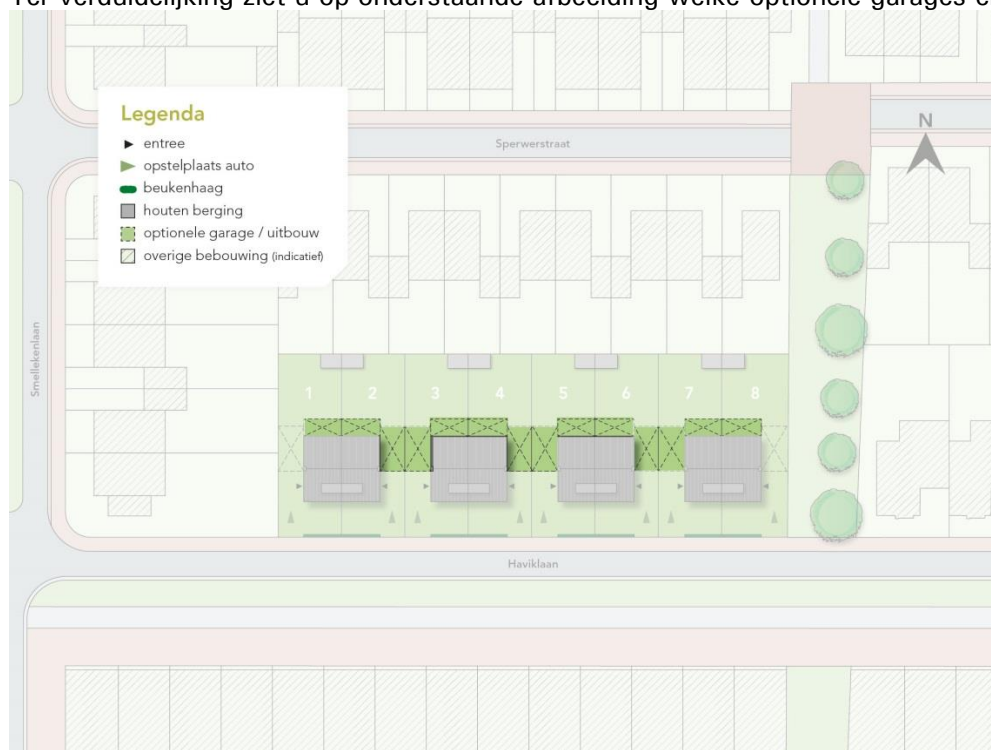 Ter verduidelijking ziet u op onderstaande afbeelding welke optionele garages e
Legenda
entree
opstelplaats auto
beukenhaag
houten berging
optionele garage / uitbouw
overige bebouwing (indicatief)
Sperwerstraat
N
Smellekenlaan
1 2 3 4 5 6 7 8
Haviklaan